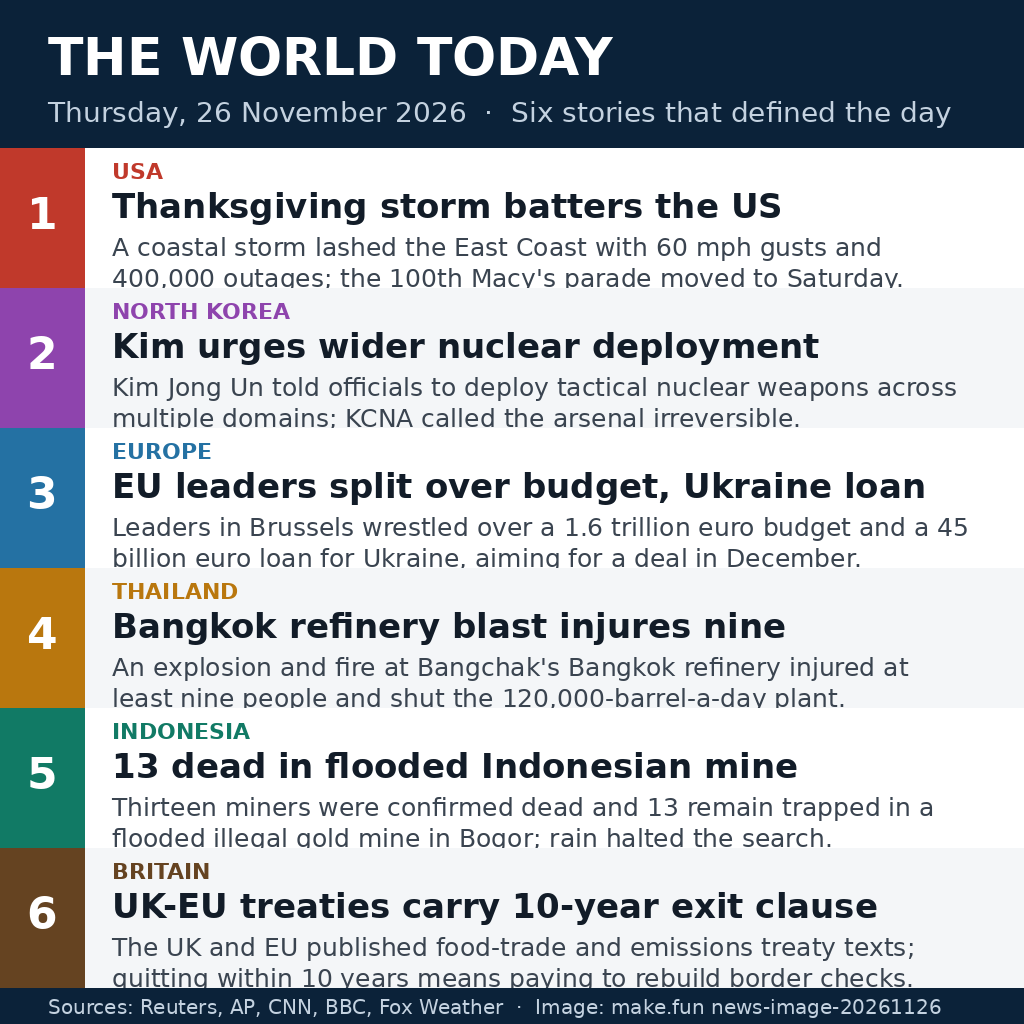 THE WORLD TODAY
Thursday, 26 November 2026 · Six stories that defined the day
1
USA
Thanksgiving storm batters the US
A coastal storm lashed the East Coast with 60 mph gusts and
400,000 outages; the 100th Macy's parade moved to Saturday.
2
NORTH KOREA
Kim urges wider nuclear deployment
Kim Jong Un told officials to deploy tactical nuclear weapons across
multiple domains; KCNA called the arsenal irreversible.
3
EUROPE
EU leaders split over budget, Ukraine loan
Leaders in Brussels wrestled over a 1.6 trillion euro budget and a 45
billion euro loan for Ukraine, aiming for a deal in December.
4
THAILAND
Bangkok refinery blast injures nine
An explosion and fire at Bangchak's Bangkok refinery injured at
least nine people and shut the 120,000-barrel-a-day plant.
5
INDONESIA
13 dead in flooded Indonesian mine
Thirteen miners were confirmed dead and 13 remain trapped in a
flooded illegal gold mine in Bogor; rain halted the search.
6
BRITAIN
UK-EU treaties carry 10-year exit clause
The UK and EU published food-trade and emissions treaty texts;
quitting within 10 years means paying to rebuild border checks.
Sources: Reuters, AP, CNN, BBC, Fox Weather · Image: make.fun news-image-20261126